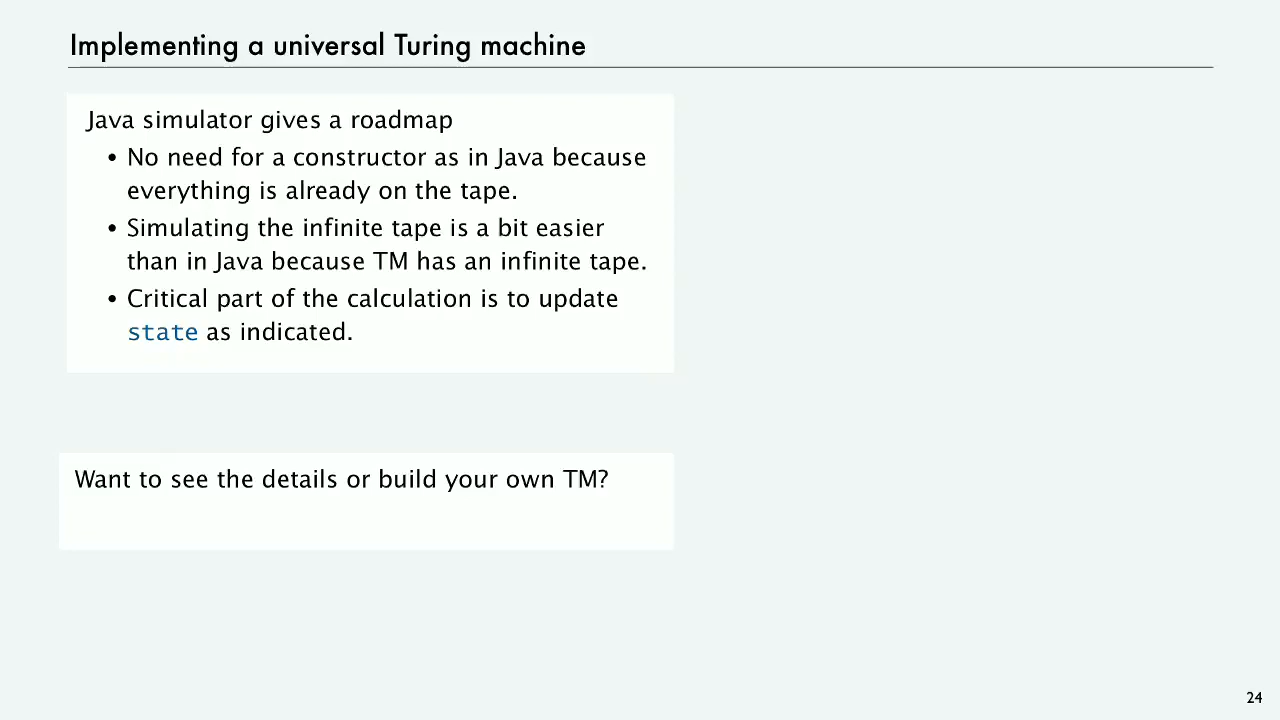 Implementing a universal Turing machine
Java simulator gives a roadmap
• No need for a constructor as in Java because
everything is already on the tape.
• Simulating the infinite tape is a bit easier
than in Java because TM has an infinite tape.
• Critical part of the calculation is to update
state as indicated.
Want to see the details or build your own TM?
24